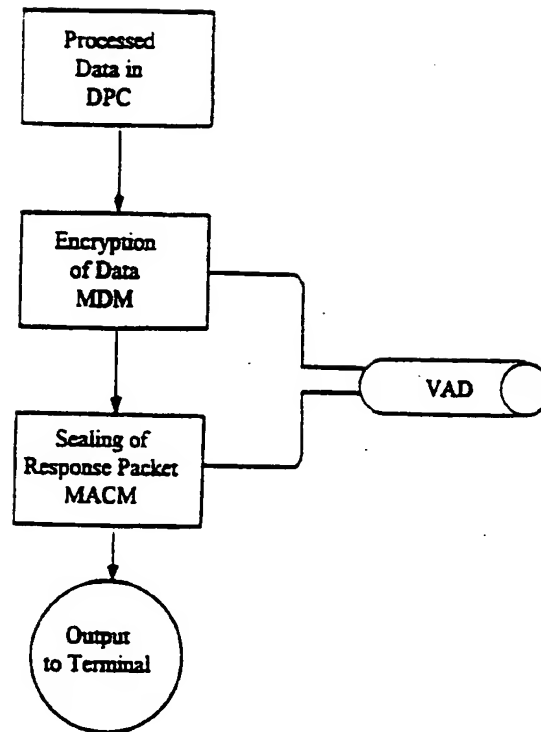 Processed
Data in
DPC
Encryption
of Data
MDM
VAD
Sealing of
Response Packet
MACM
Output
to Terminal